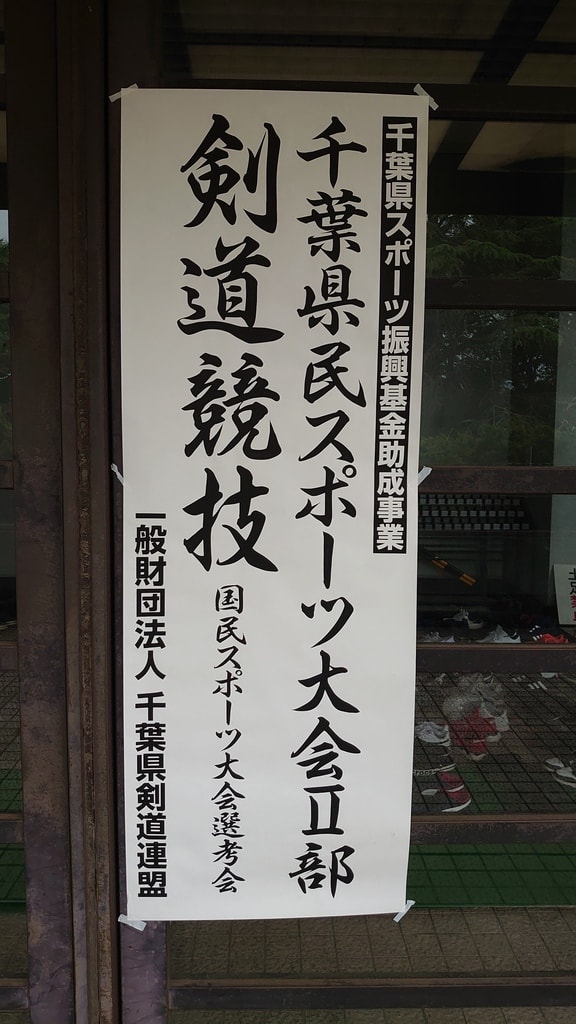 千葉県スポーツ振興基金助成事業
千葉県民スポーツ大会Ⅱ部
剣道競技
国民スポーツ大会選考会
一般財団法人 千葉県剣道連盟